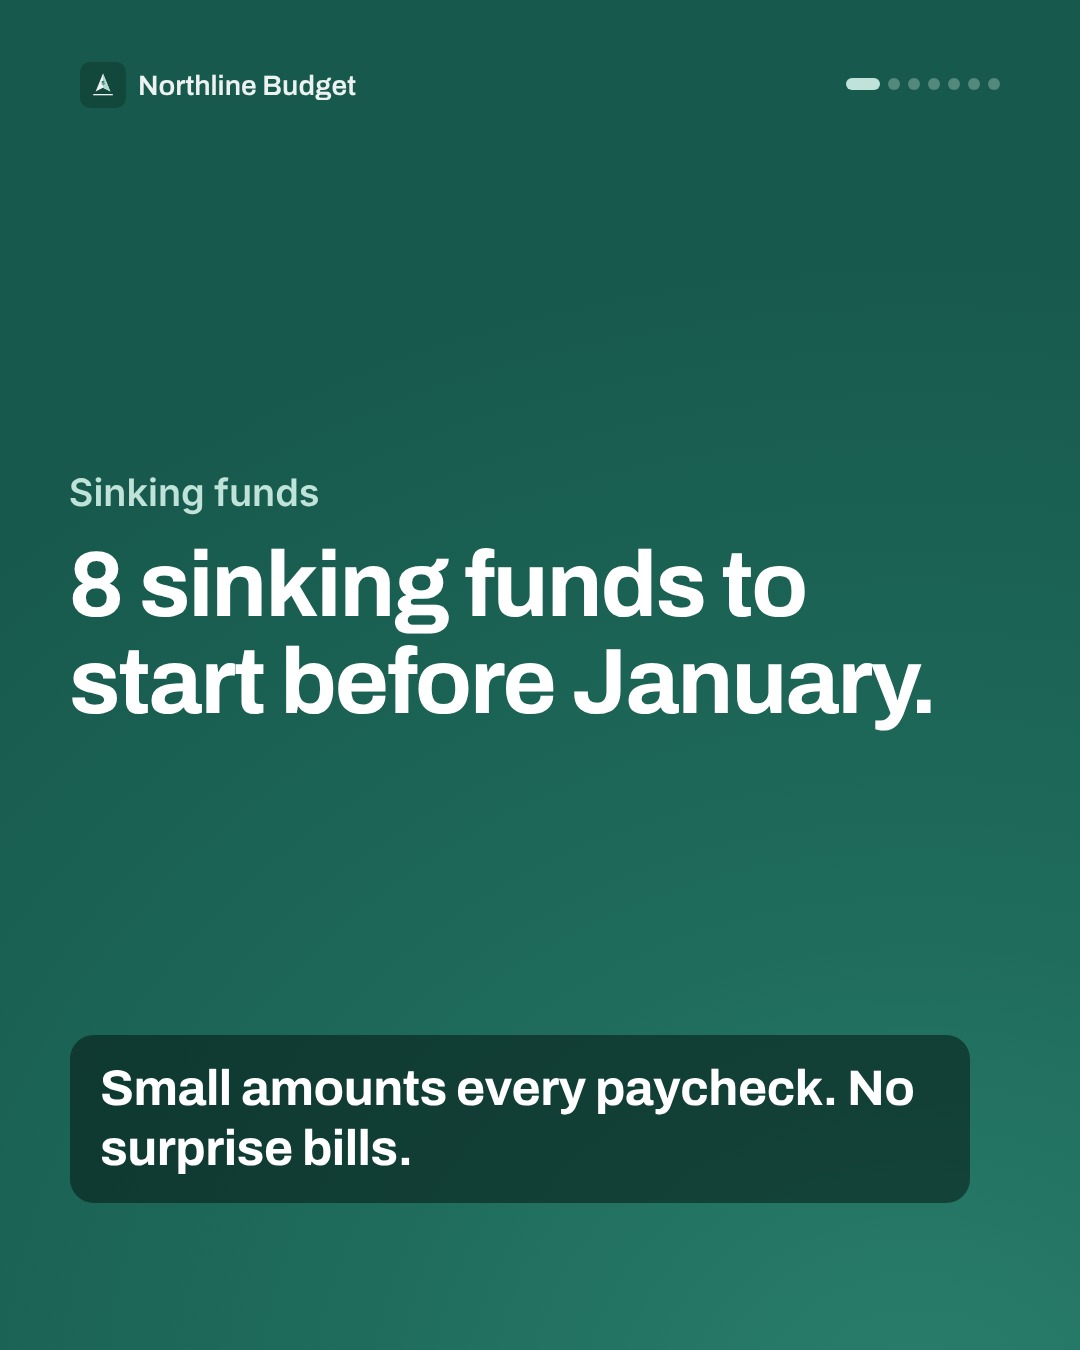 Northline Budget
Sinking funds
8 sinking funds to
start before January.
Small amounts every paycheck. No
surprise bills.